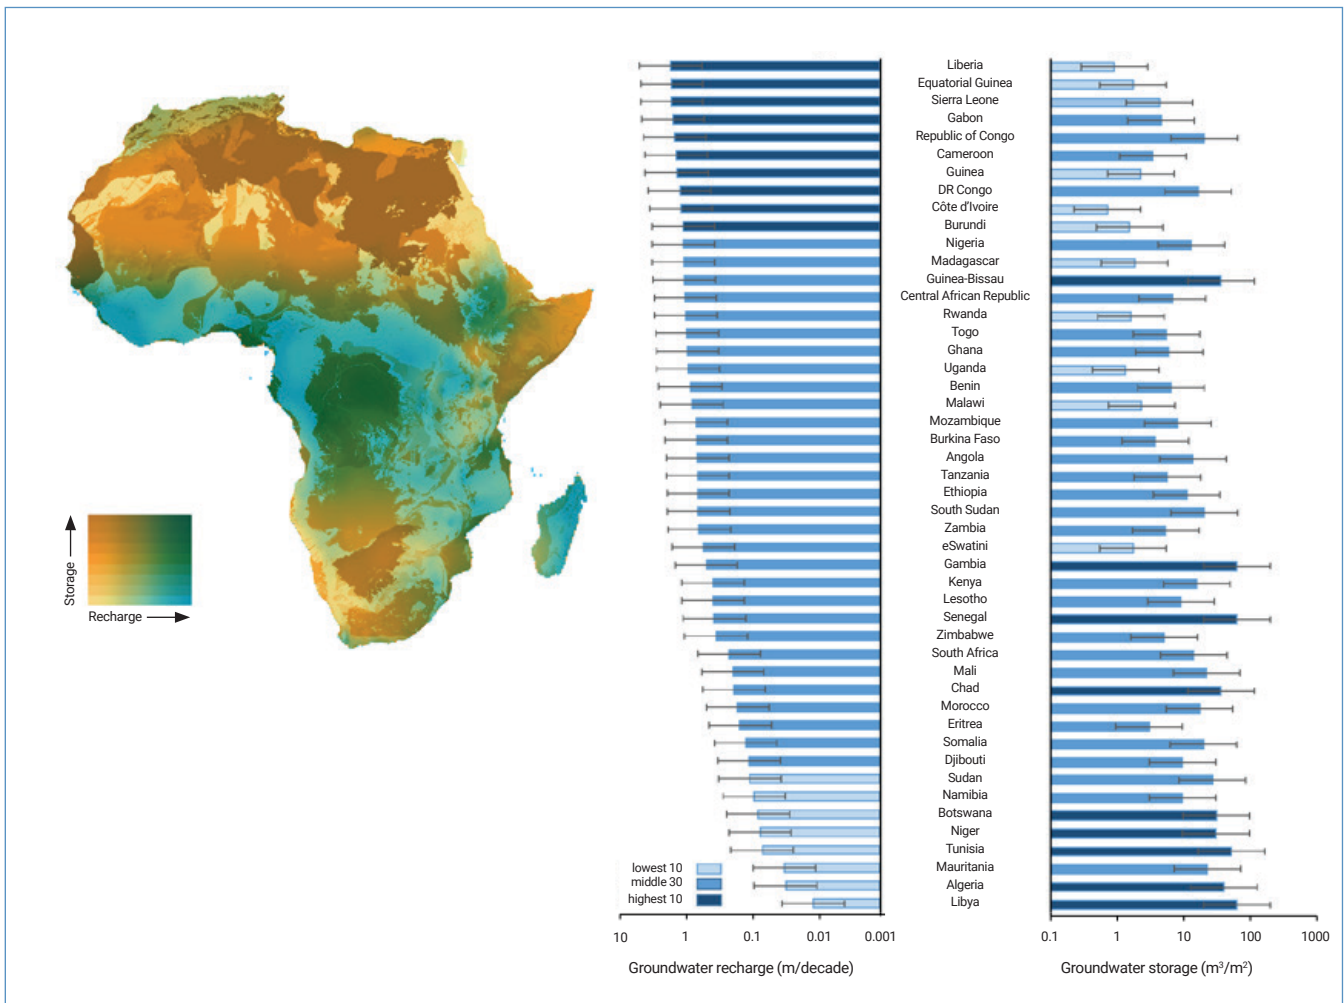 Liberia
Equatorial Guinea
Sierra Leone
Gabon
Republic of Congo
Cameroon
Guinea
DR Congo
Côte d'Ivoire
Burundi
Nigeria
Madagascar
Guinea-Bissau
Central African Republic
Rwanda
Togo
Ghana
Uganda
Benin
Malawi
Mozambique
Burkina Faso
Angola
Tanzania
Ethiopia
South Sudan
Zambia
eSwatini
Gambia
Kenya
Lesotho
Senegal
Zimbabwe
South Africa
Mali
Chad
Morocco
Eritrea
Somalia
Djibouti
Sudan
Namibia
Botswana
Niger
Tunisia
Mauritania
Algeria
Libya
Storage
Recharge
lowest 10
middle 30
highest 10
10 1 0.1 0.01 0.001
Groundwater recharge (m/decade)
0.1 1 10 100 1000
Groundwater storage (m³/m²)